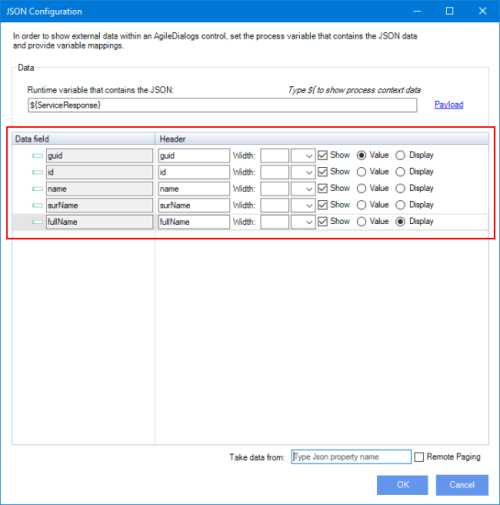 JSON Configuration
In order to show external data within an AgileDialogs control, set the process variable that contains the JSON data
and provide variable mappings.
Data
Runtime variable that contains the JSON: Type ${ to show process context data
${ServiceResponse} Payload
Data field Header
guid guid Width: Show Value Display
id id Width: Show Value Display
name name Width: Show Value Display
surName surName Width: Show Value Display
fullName fullName Width: Show Value Display
Take data from: Type Json property name Remote Paging
OK Cancel